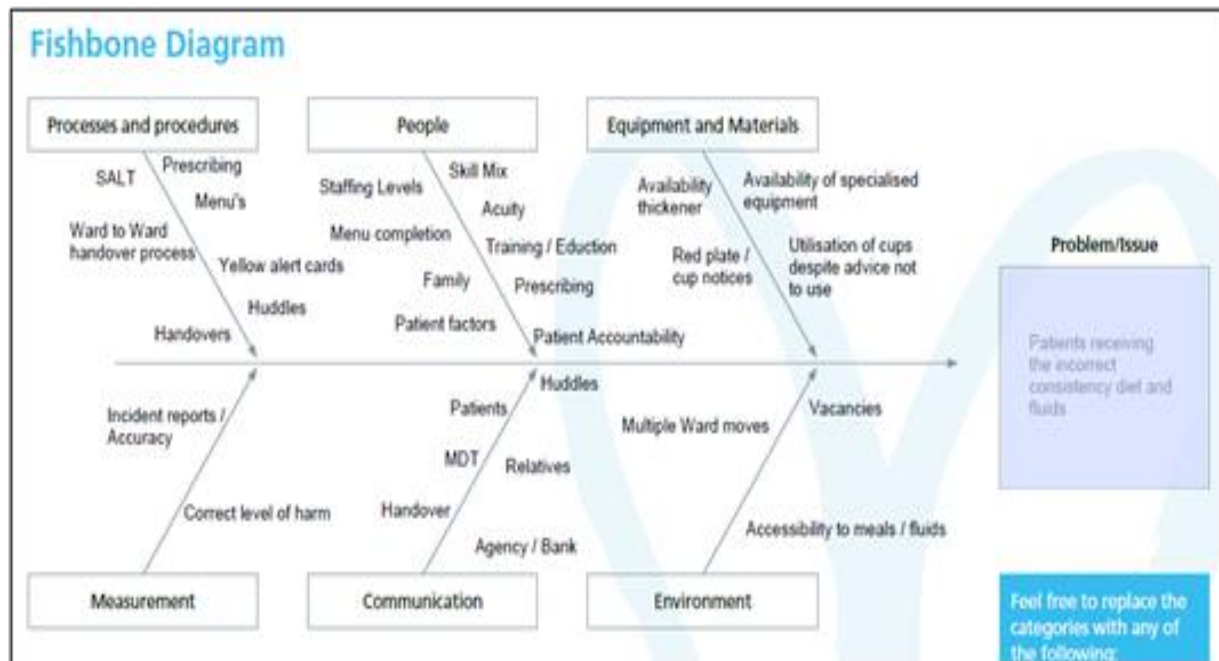 Fishbone Diagram
Processes and procedures
People
Equipment and Materials
SALT
Prescribing
Menu's
Ward to Ward
handover process
Yellow alert cards
Huddles
Handovers
Staffing Levels
Skill Mix
Acuity
Menu completion
Training / Eduction
Family
Prescribing
Patient factors
Patient Accountability
Availability
thickener
Availability of specialised
equipment
Red plate /
cup notices
Utilisation of cups
despite advice not
to use
Problem/Issue
Patients receiving
the incorrect
consistency diet and
fluids
Incident reports /
Accuracy
Correct level of harm
Huddles
Patients
MDT
Relatives
Handover
Agency / Bank
Multiple Ward moves
Vacancies
Accessibility to meals / fluids
Measurement
Communication
Environment
Feel free to replace the
categories with any of
the following: